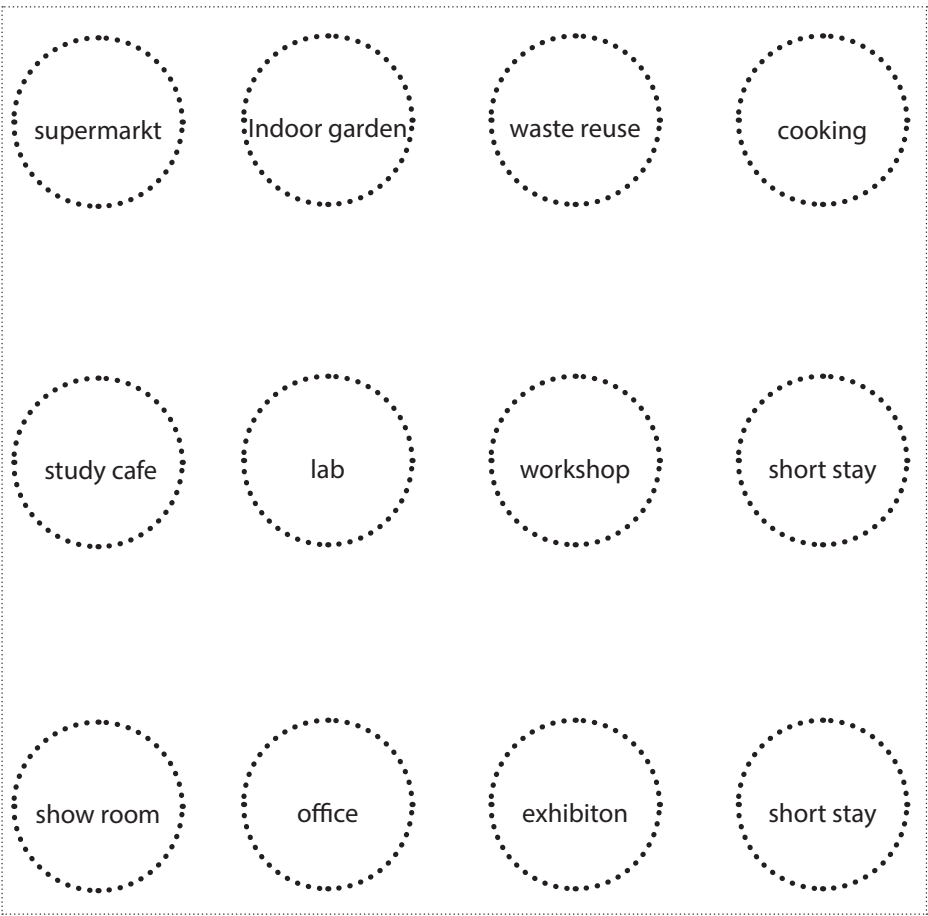 supermarkt
Indoor garden
waste reuse
cooking
study cafe
lab
workshop
short stay
show room
office
exhibiton
short stay